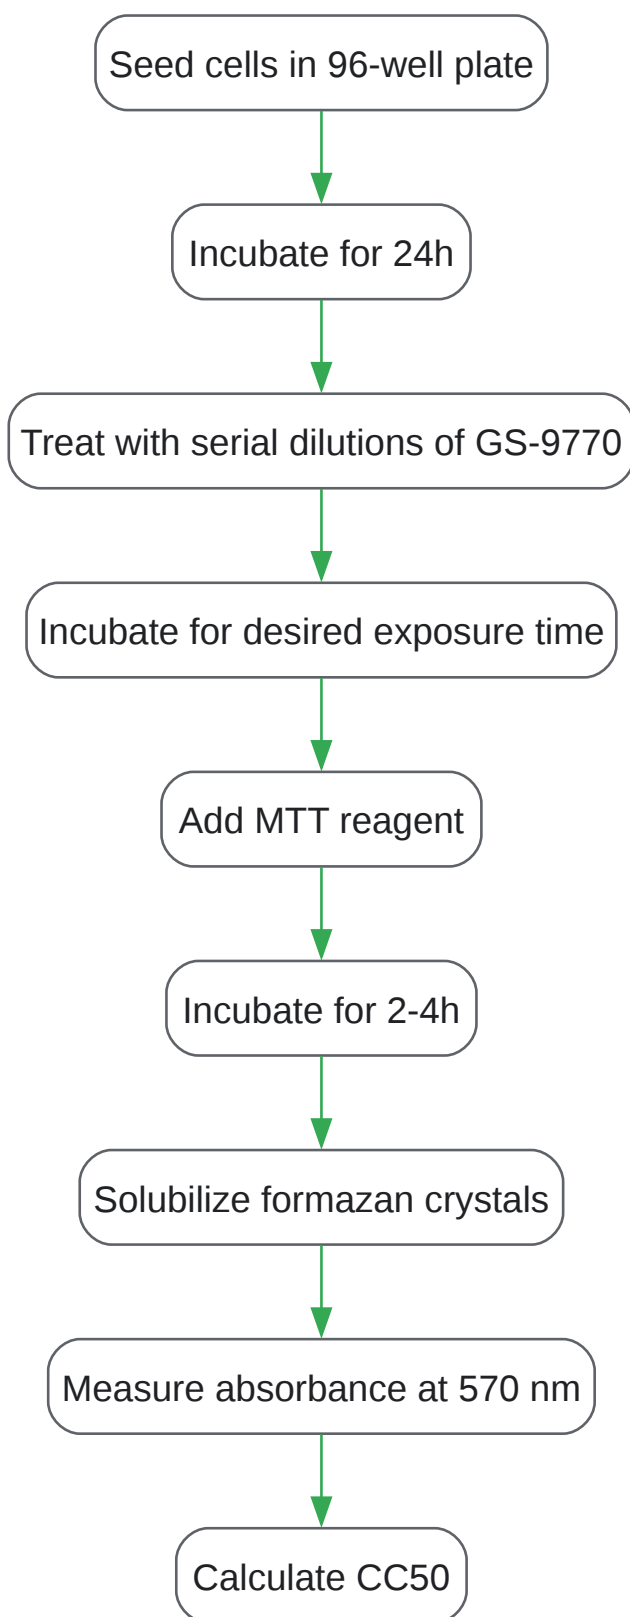 Seed cells in 96-well plate
Incubate for 24h
Treat with serial dilutions of GS-9770
Incubate for desired exposure time
Add MTT reagent
Incubate for 2-4h
Solubilize formazan crystals
Measure absorbance at 570 nm
Calculate CC50